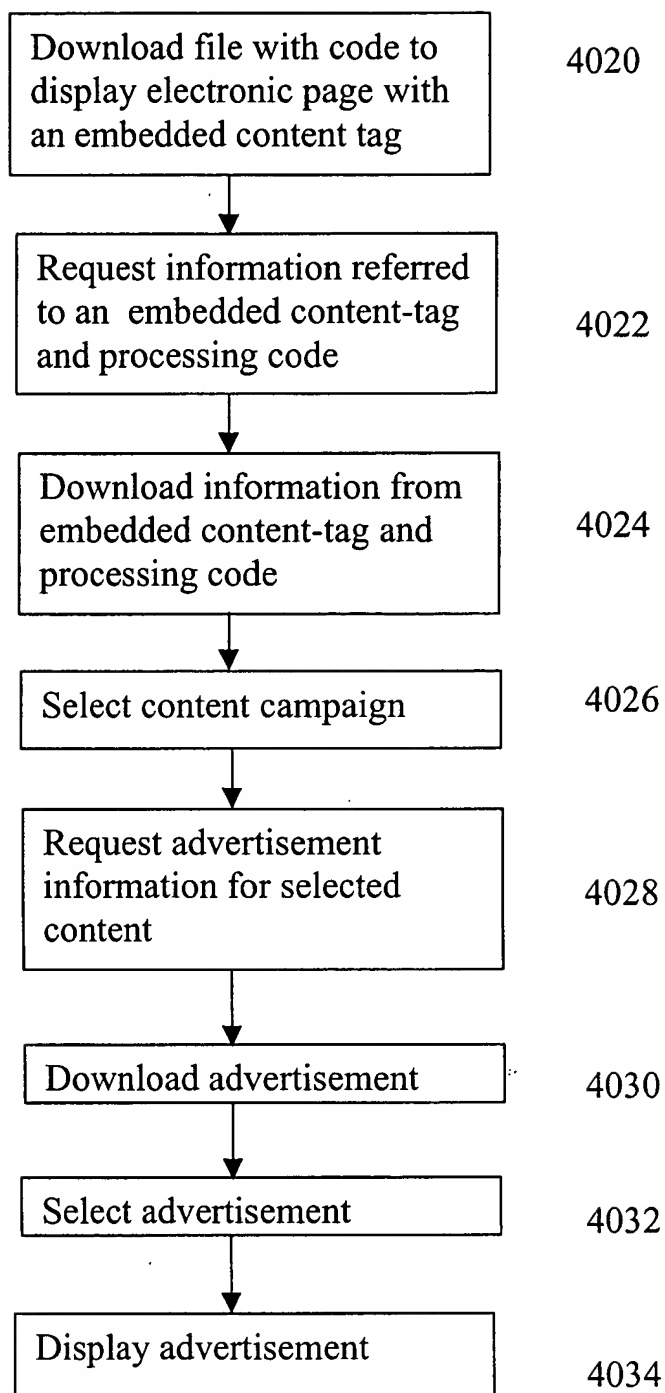 Download file with code to
display electronic page with
an embedded content tag
4020
Request information referred
to an embedded content-tag
and processing code
4022
Download information from
embedded content-tag and
processing code
4024
Select content campaign
4026
Request advertisement
information for selected
content
4028
Download advertisement
4030
Select advertisement
4032
Display advertisement
4034